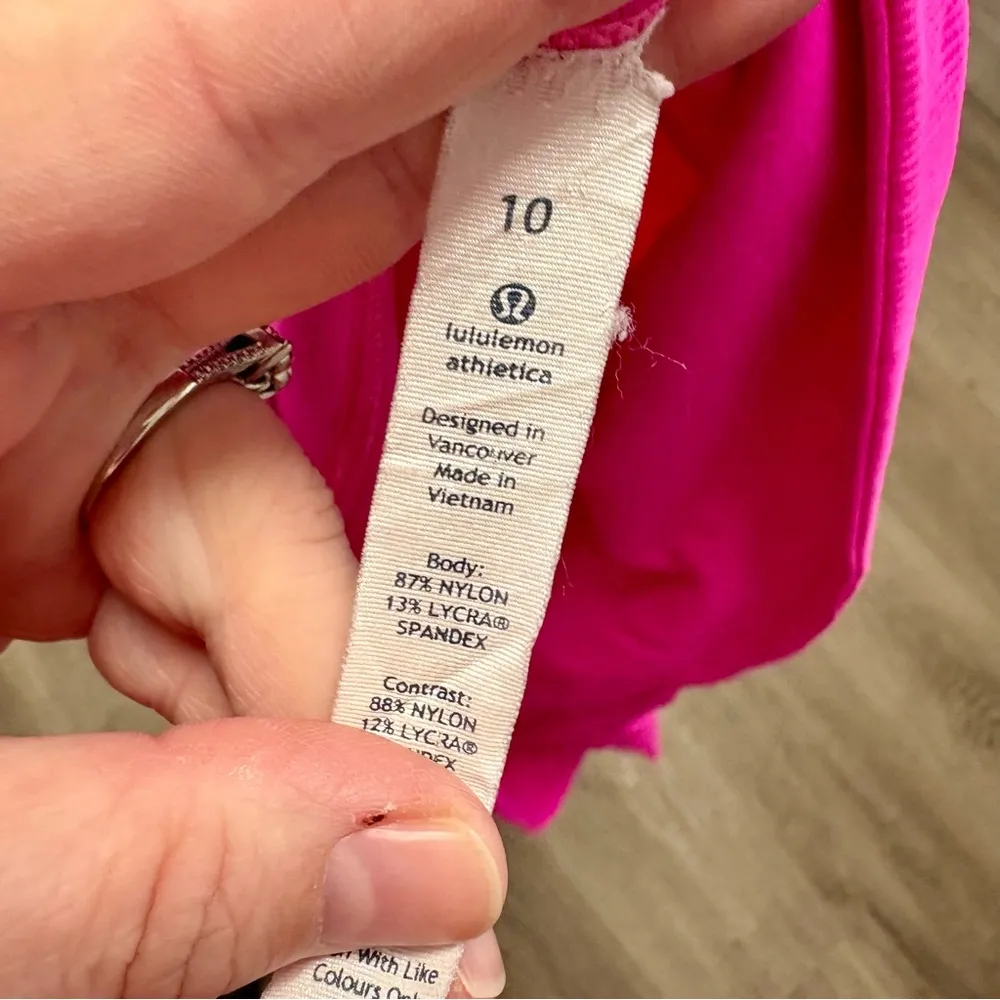 10
lululemon
athletica
Designed in
Vancouver
Made in
Vietnam
Body:
87% NYLON
13% LYCRA®
SPANDEX
Contrast:
88% NYLON
12% LYCRA®
With Like
Colours